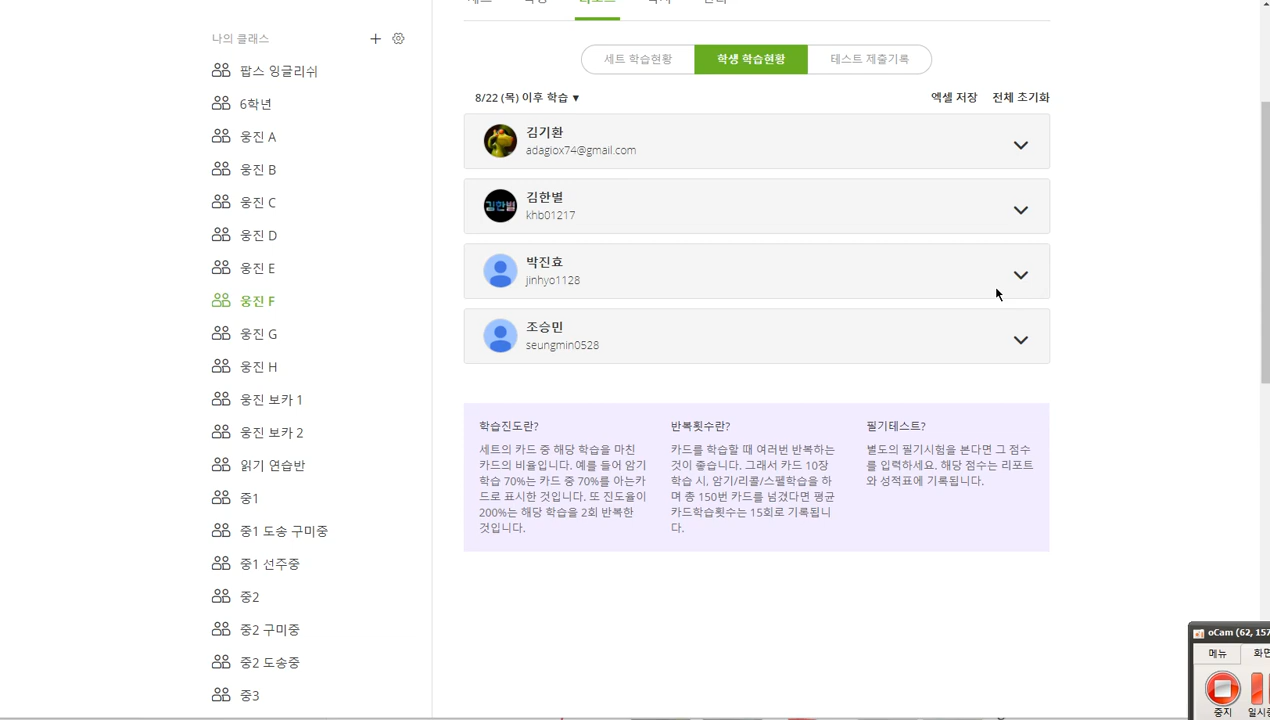 나의 클래스
팝스 잉글리쉬
6학년
웅진 A
웅진 B
웅진 C
웅진 D
웅진 E
웅진 F
웅진 G
웅진 H
웅진 보카 1
웅진 보카 2
읽기 연습반
중1
중1 도송 구미중
중1 선주중
중2
중2 구미중
중2 도송중
중3
세트 학습현황
학생 학습현황
테스트 제출기록
8/22 (목) 이후 학습 ▼
엑셀 저장 전체 초기화
김기환
adagiox74@gmail.com
김한별
khb01217
박진효
jinhyo1128
조승민
seungmin0528
학습진도란?
세트의 카드 중 해당 학습을 마친
카드의 비율입니다. 예를 들어 암기
학습 70%는 카드 중 70%를 아는카
드로 표시한 것입니다. 또 진도율이
200%는 해당 학습을 2회 반복한
것입니다.
반복횟수란?
카드를 학습할 때 여러번 반복하는
것이 좋습니다. 그래서 카드 10장
학습 시, 암기/리콜/스펠학습을 하
며 총 150번 카드를 넘겼다면 평균
카드학습횟수는 15회로 기록됩니
다.
필기테스트?
별도의 필기시험을 본다면 그 점수
를 입력하세요. 해당 점수는 리포트
와 성적표에 기록됩니다.
oCam (62, 157
메뉴
화면
중지
일시